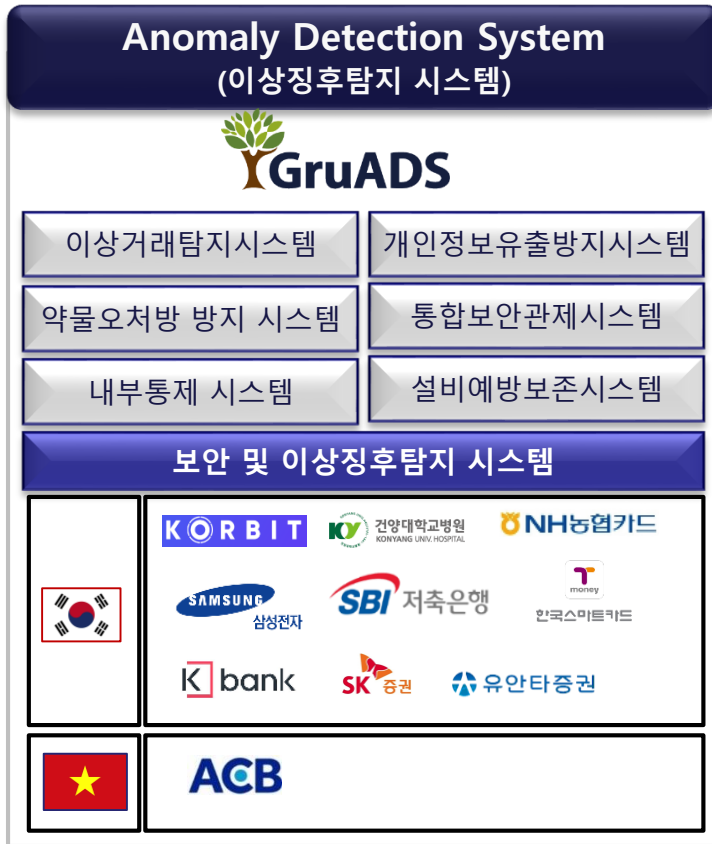 Anomaly Detection System
(이상징후탐지 시스템)
GruADS
이상거래탐지시스템
개인정보유출방지시스템
약물오처방 방지 시스템
통합보안관제시스템
내부통제 시스템
설비예방보존시스템
보안 및 이상징후탐지 시스템
KORBIT
KY 건양대학교병원
KONYANG UNIV. HOSPITAL
NH농협카드
SAMSUNG
삼성전자
SBI 저축은행
T
money
한국스마트카드
K bank
SK증권
유안타증권
ACB